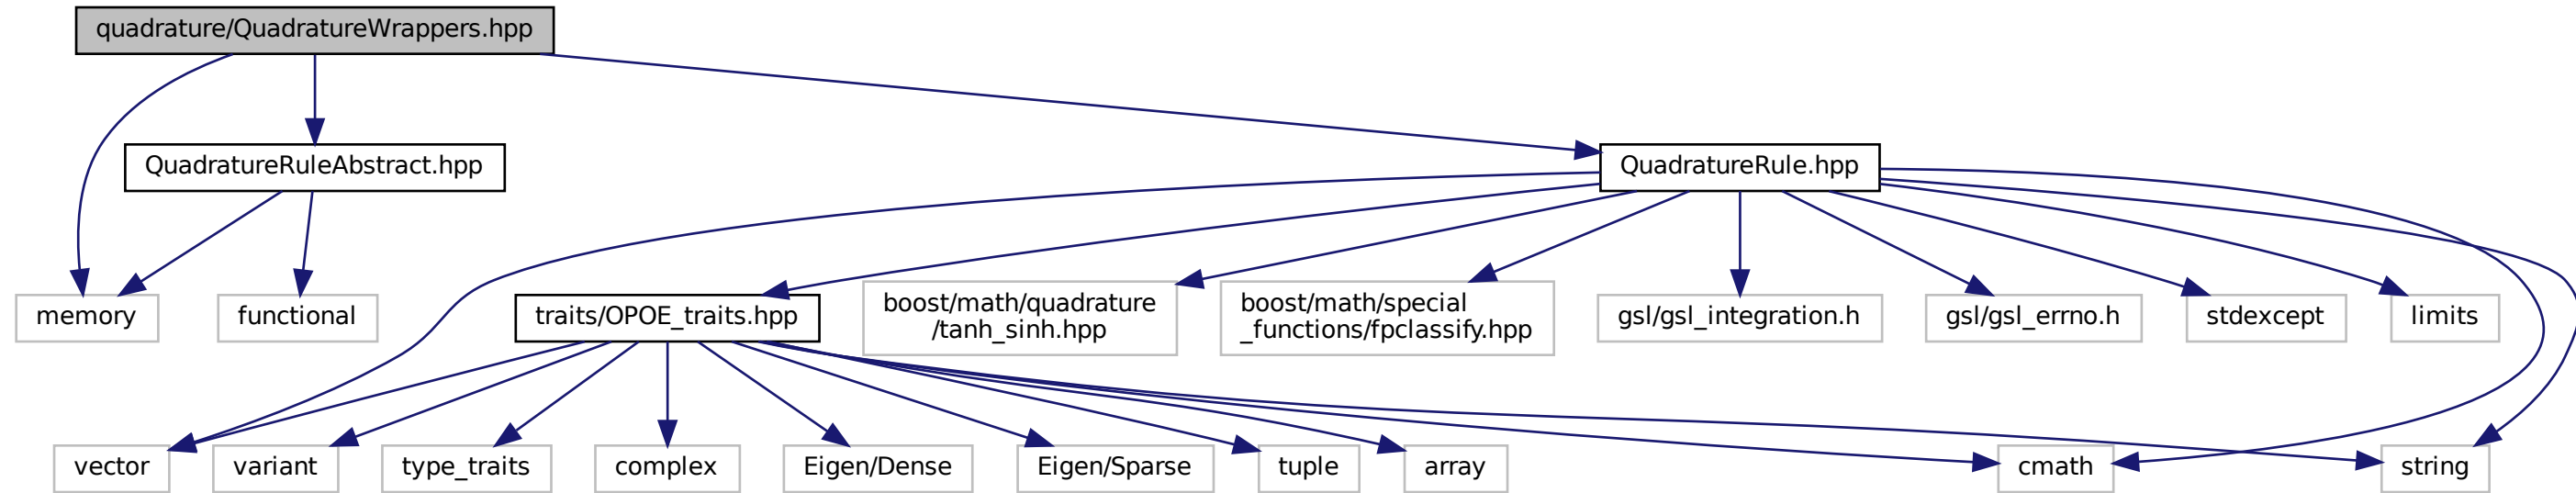 quadrature/QuadratureWrappers.hpp
QuadratureRuleAbstract.hpp
QuadratureRule.hpp
memory
functional
traits/OPOE_traits.hpp
boost/math/quadrature
/tanh_sinh.hpp
boost/math/special
_functions/fpclassify.hpp
gsl/gsl_integration.h
gsl/gsl_errno.h
stdexcept
limits
vector
variant
type_traits
complex
Eigen/Dense
Eigen/Sparse
tuple
array
cmath
string